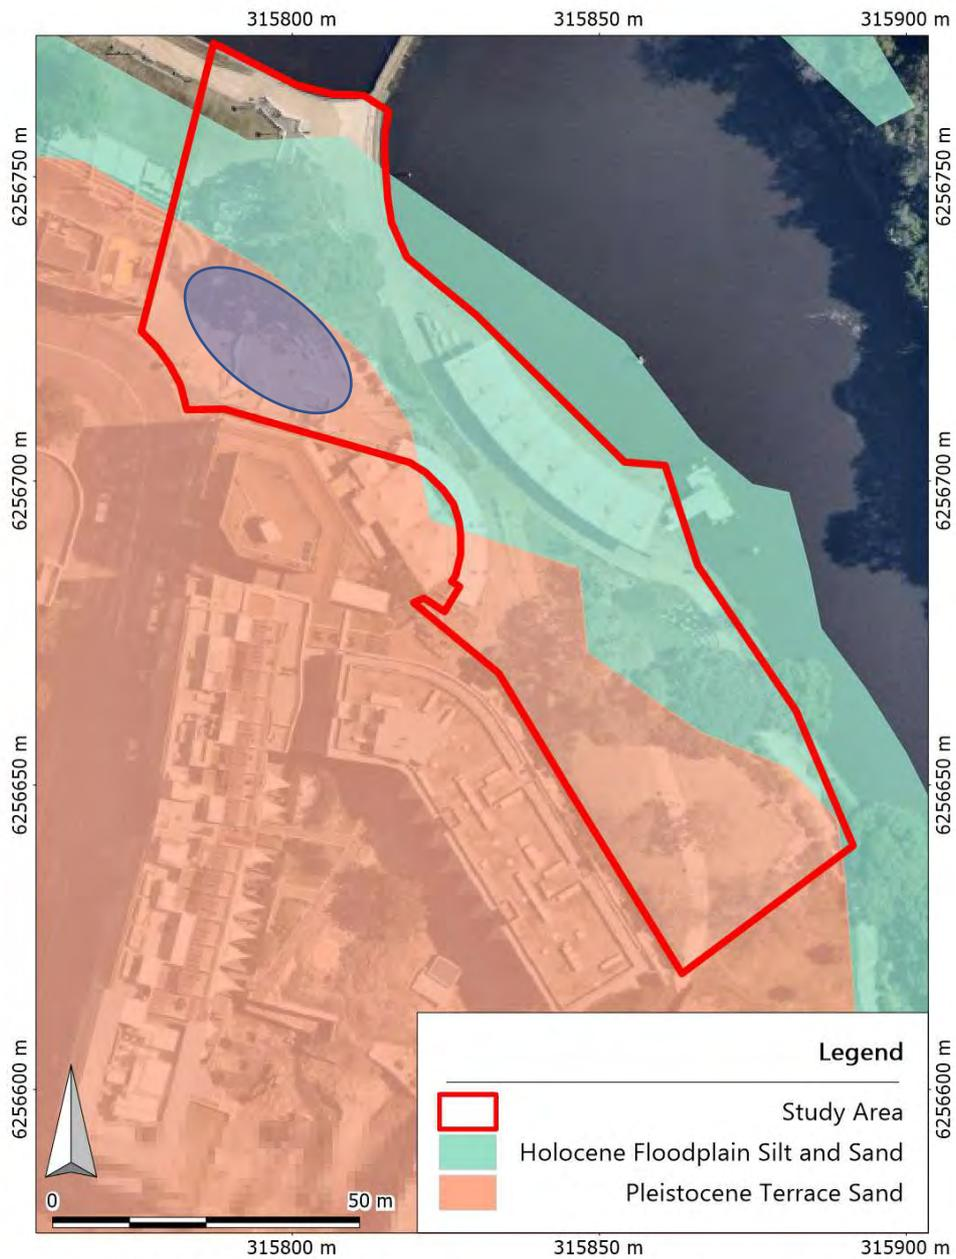 315800 m
315850 m
315900 m
6256750 m
6256750 m
6256700 m
6256700 m
6256650 m
6256650 m
6256600 m
6256600 m
Legend
Study Area
Holocene Floodplain Silt and Sand
Pleistocene Terrace Sand
0
50 m
315800 m
315850 m
315900 m